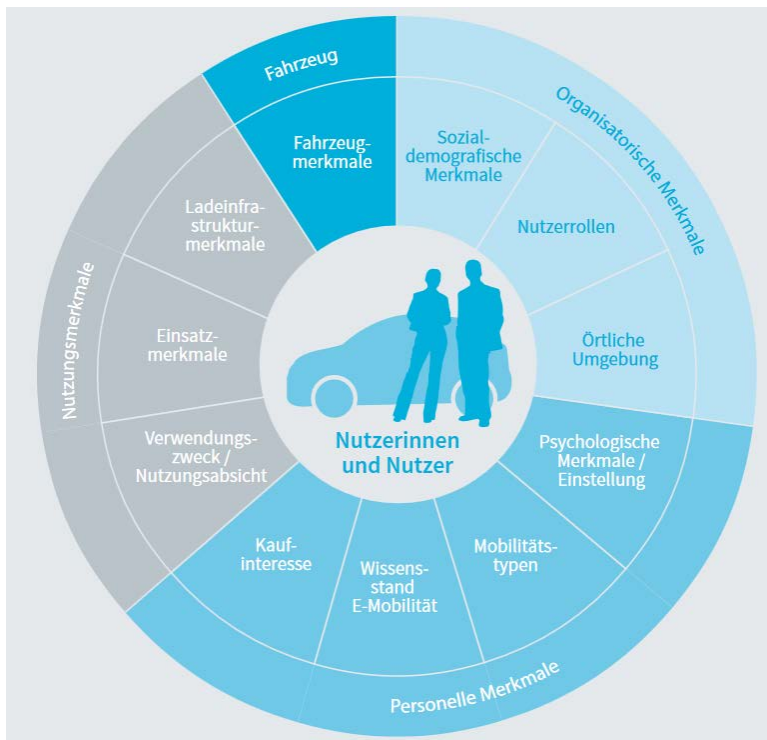 Fahrzeug
Organisatorische Merkmale
Nutzungsmerkmale
Personelle Merkmale
Fahrzeug-
merkmale
Sozial-
demografische
Merkmale
Nutzerrollen
Örtliche
Umgebung
Psychologische
Merkmale /
Einstellung
Mobilitäts-
typen
Wissens-
stand
E-Mobilität
Kauf-
interesse
Verwendungs-
zweck /
Nutzungsabsicht
Einsatz-
merkmale
Ladeinfra-
struktur-
merkmale
Nutzerinnen
und Nutzer